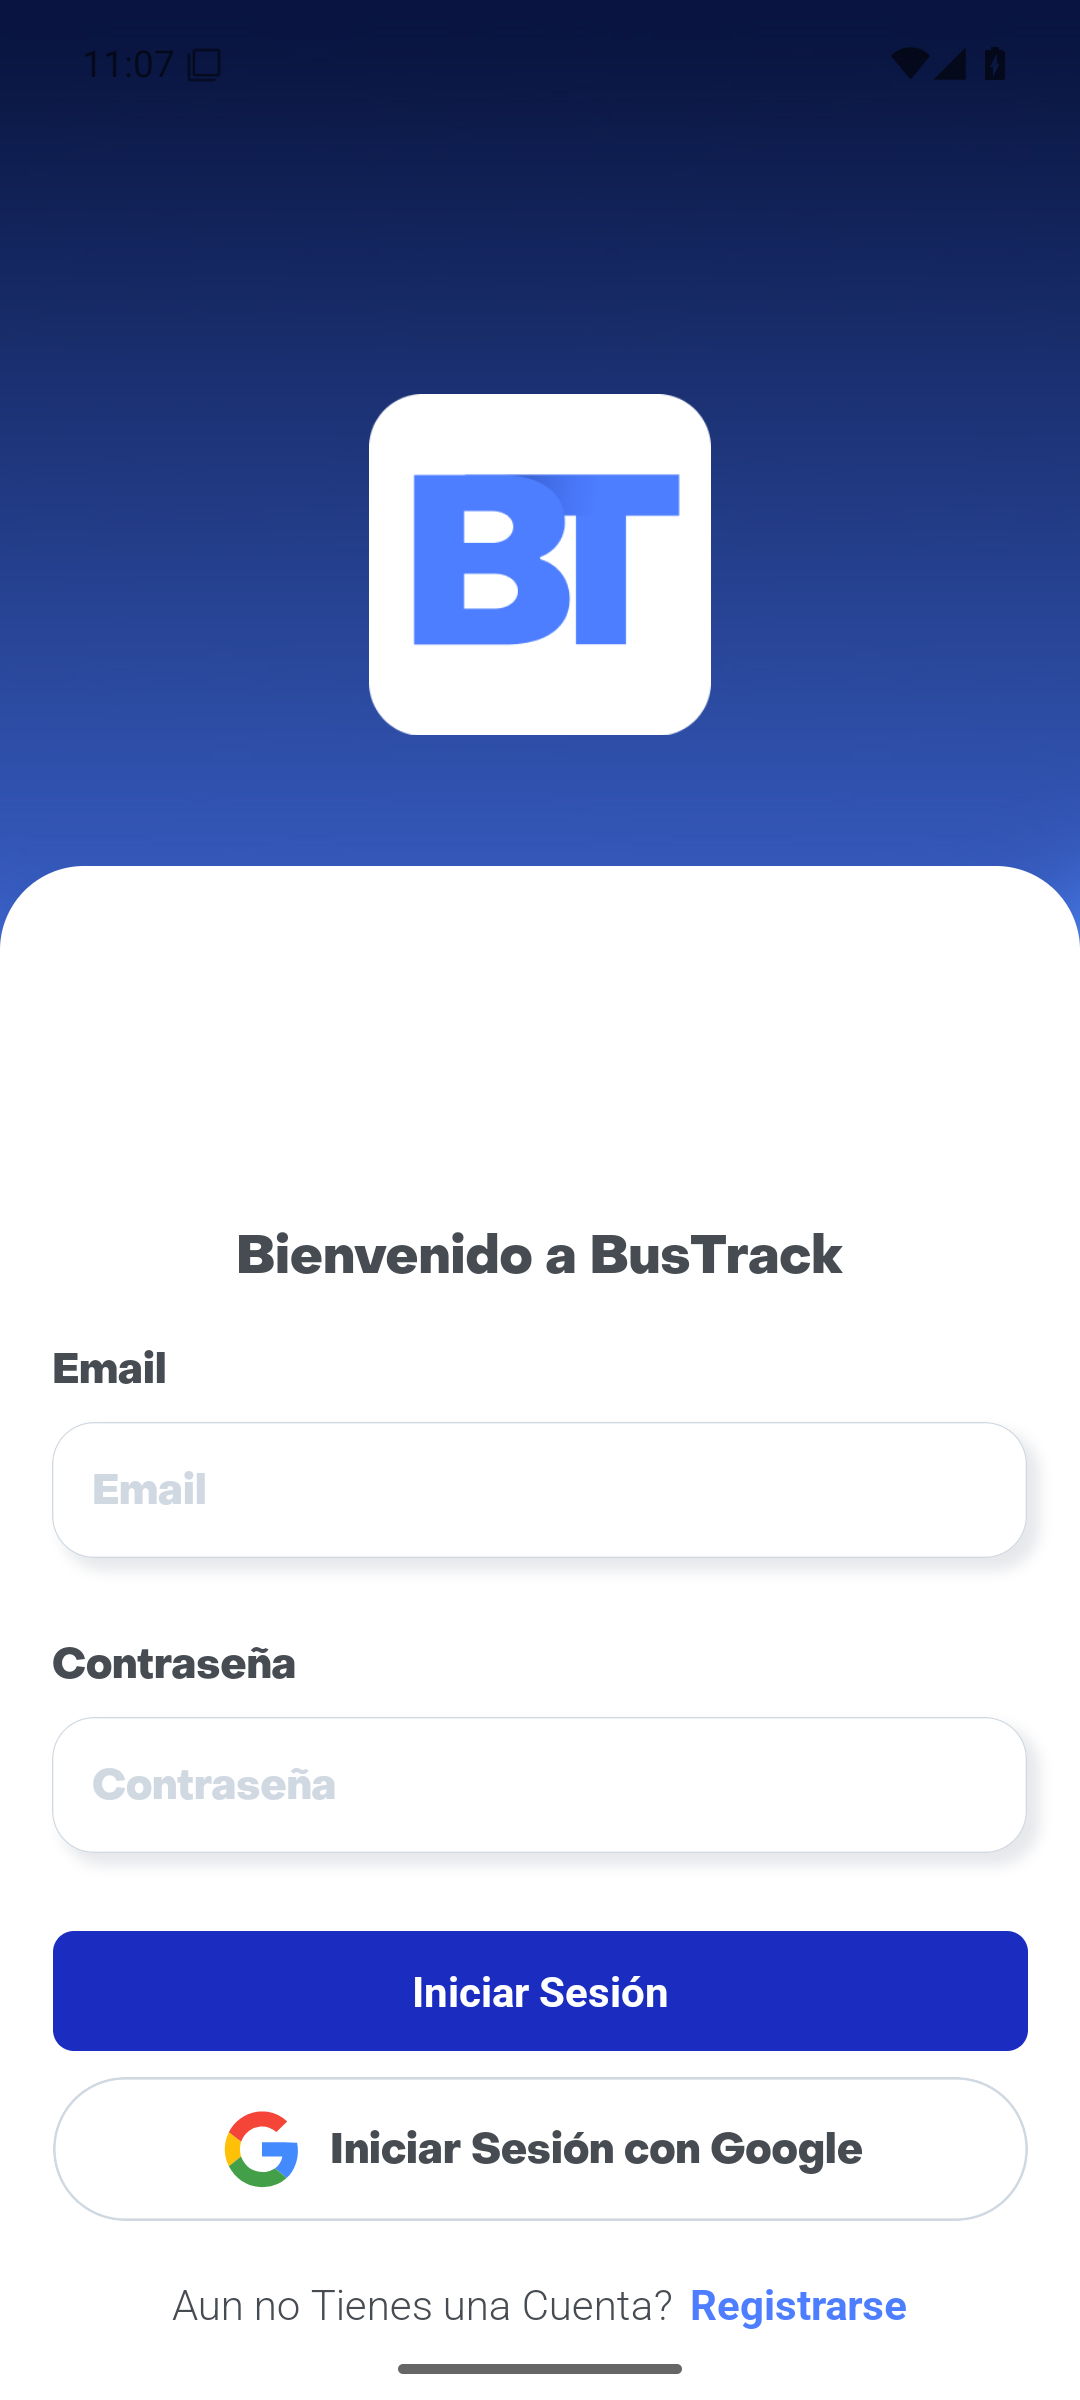 11:07
BT
Bienvenido a BusTrack
Email
Email
Contraseña
Contraseña
Iniciar Sesión
Iniciar Sesión con Google
Aun no Tienes una Cuenta? Registrarse